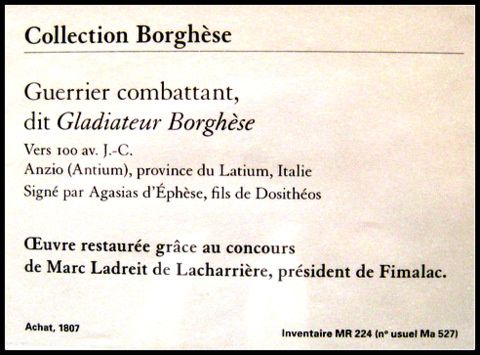 Collection Borghèse
Guerrier combattant,
dit Gladiateur Borghèse
Vers 100 av. J.-C.
Anzio (Antium), province du Latium, Italie
Signé par Agasias d'Éphèse, fils de Dosithéos
Œuvre restaurée grâce au concours
de Marc Ladreit de Lacharrière, président de Fimalac.
Achat, 1807
Inventaire MR 224 (nº usuel Ma 527)